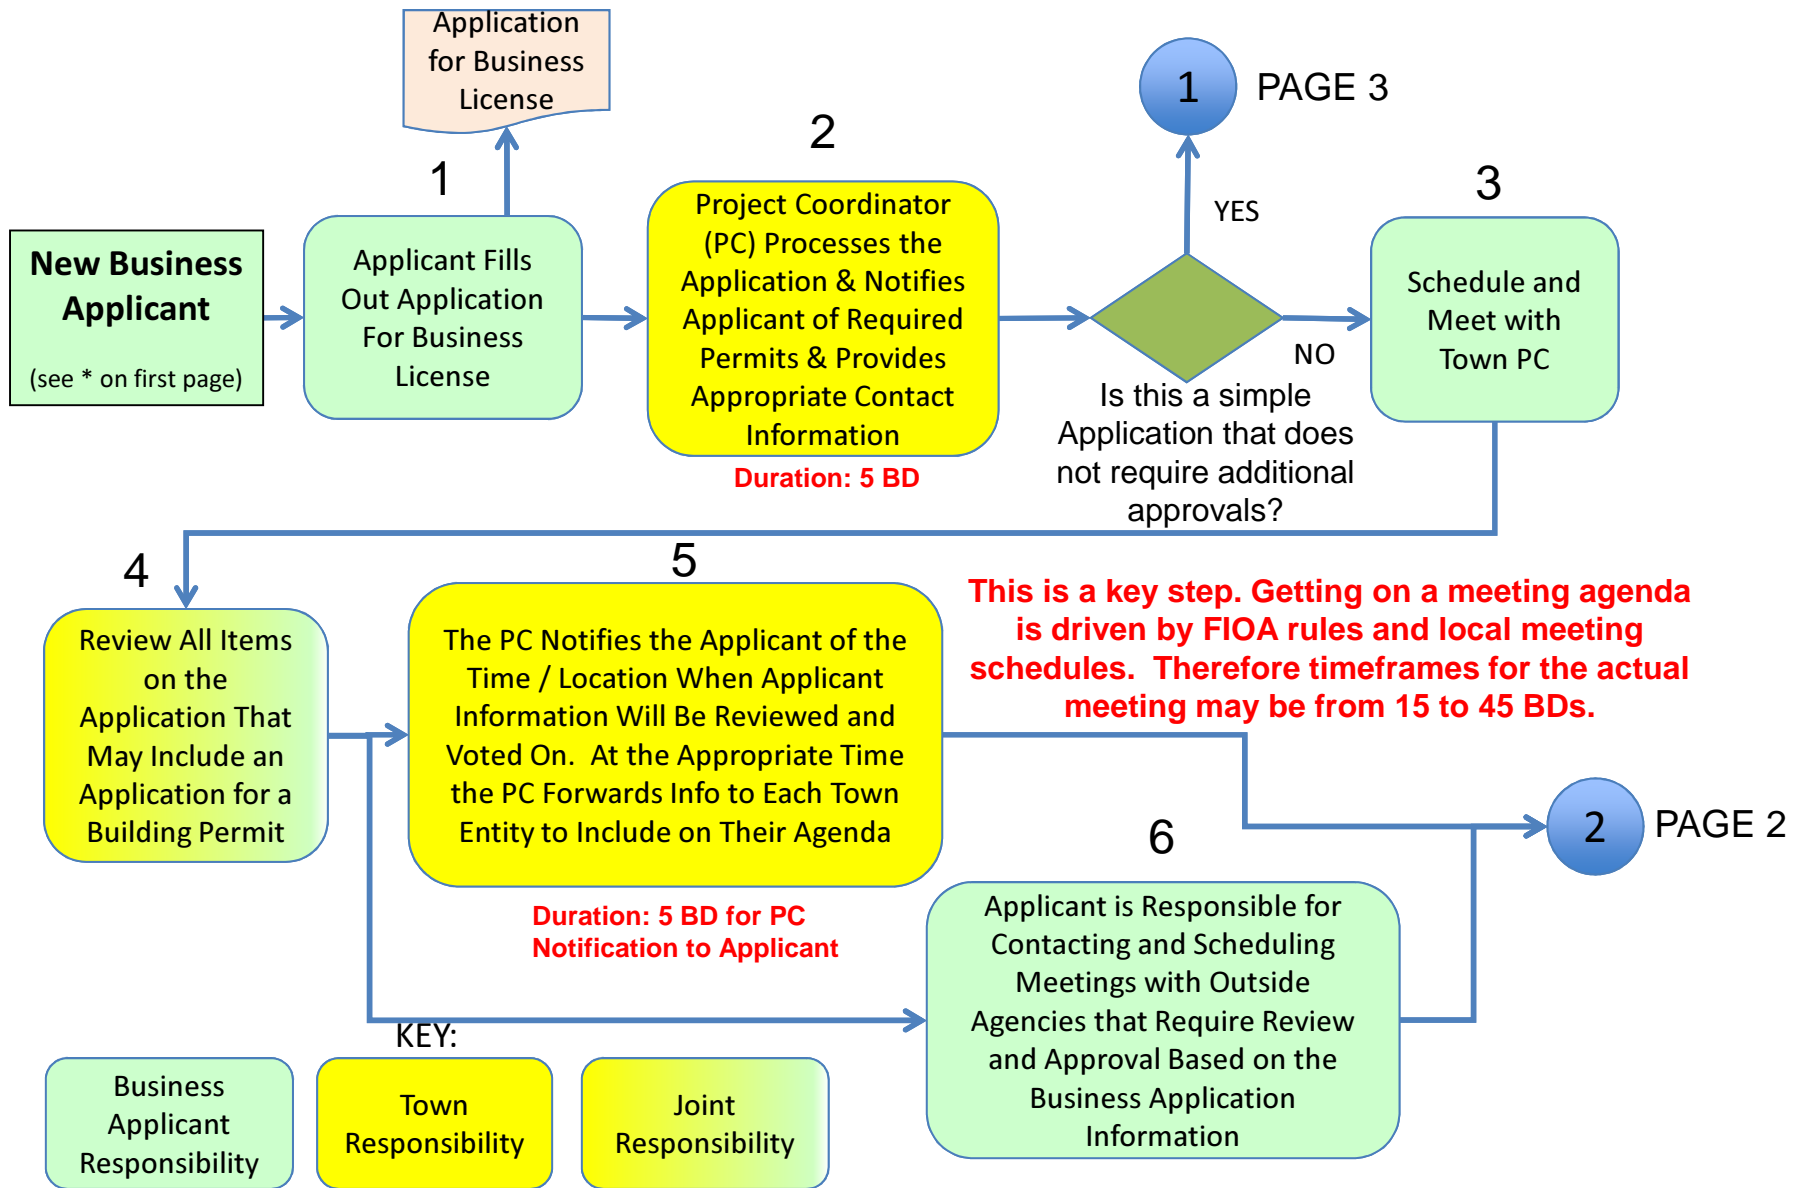 Application
for Business
License
1
PAGE 3
2
1
3
YES
New Business
Applicant
(see * on first page)
Applicant Fills
Out Application
For Business
License
Project Coordinator
(PC) Processes the
Application & Notifies
Applicant of Required
Permits & Provides
Appropriate Contact
Information
Duration: 5 BD
NO
Is this a simple
Application that does
not require additional
approvals?
Schedule and
Meet with
Town PC
4
Review All Items
on the
Application That
May Include an
Application for a
Building Permit
5
The PC Notifies the Applicant of the
Time / Location When Applicant
Information Will Be Reviewed and
Voted On.  At the Appropriate Time
the PC Forwards Info to Each Town
Entity to Include on Their Agenda
Duration: 5 BD for PC
Notification to Applicant
This is a key step. Getting on a meeting agenda
is driven by FIOA rules and local meeting
schedules.  Therefore timeframes for the actual
meeting may be from 15 to 45 BDs.
2
PAGE 2
6
Applicant is Responsible for
Contacting and Scheduling
Meetings with Outside
Agencies that Require Review
and Approval Based on the
Business Application
Information
KEY:
Business
Applicant
Responsibility
Town
Responsibility
Joint
Responsibility